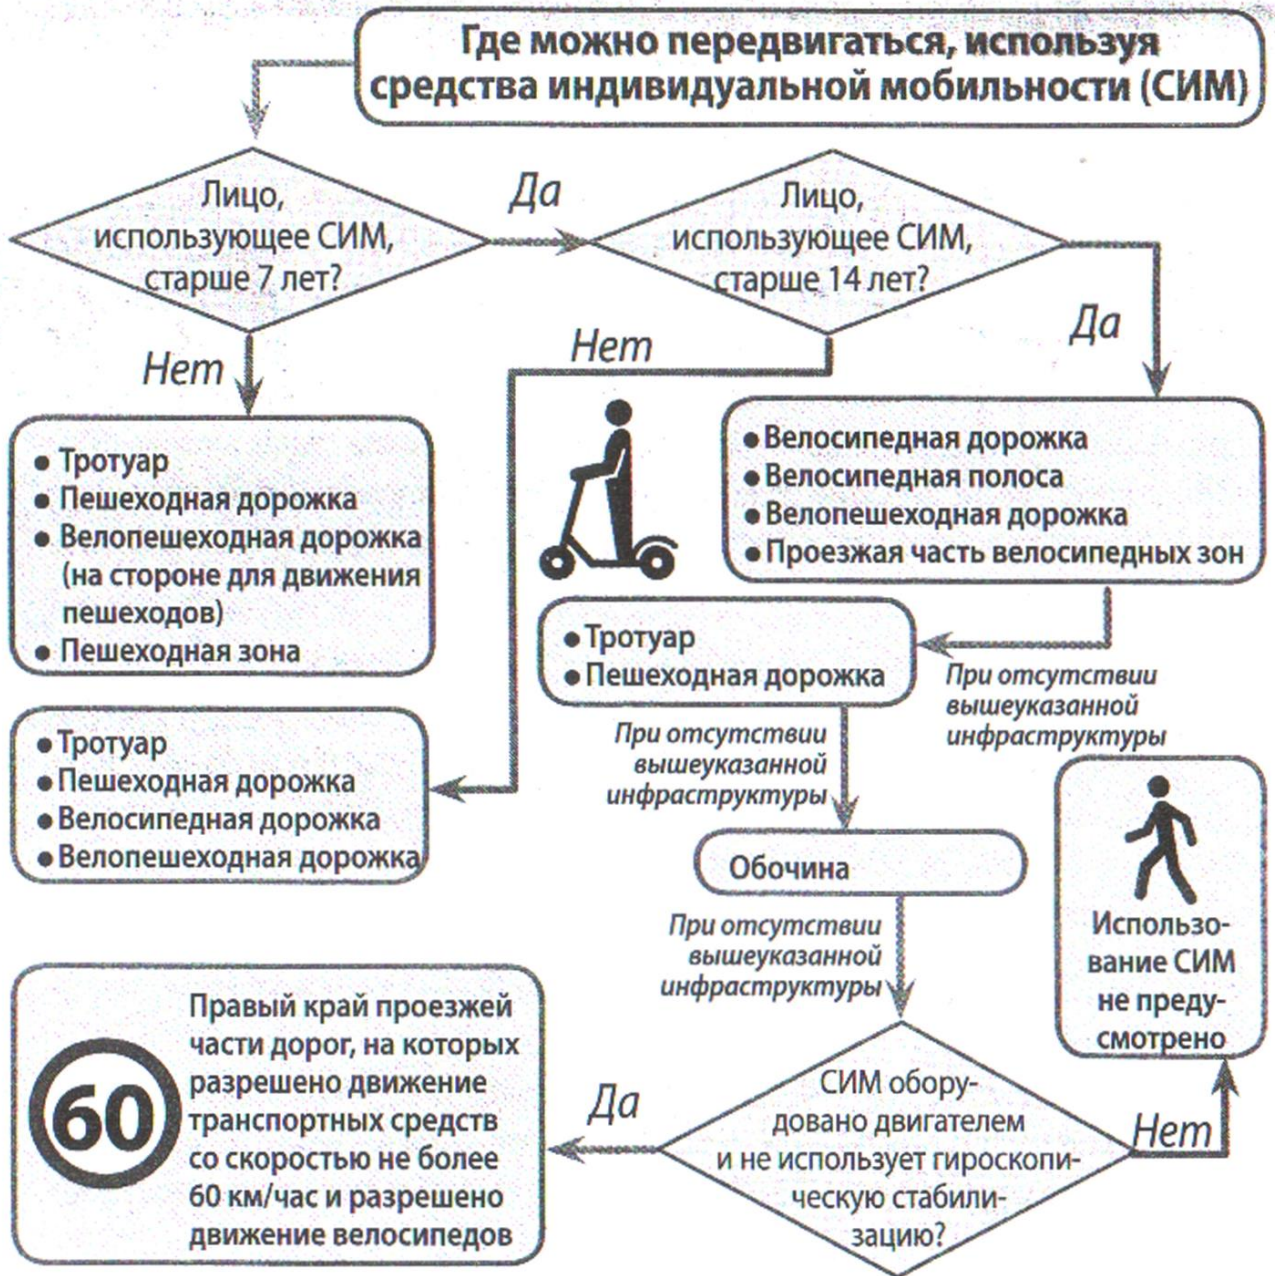 Где можно передвигаться, используя
средства индивидуальной мобильности (СИМ)
Лицо,
использующее СИМ,
старше 7 лет?
Да
Лицо,
использующее СИМ,
старше 14 лет?
Да
Нет
Нет
• Тротуар
• Пешеходная дорожка
• Велопешеходная дорожка
(на стороне для движения
пешеходов)
• Пешеходная зона
• Велосипедная дорожка
• Велосипедная полоса
• Велопешеходная дорожка
• Проезжая часть велосипедных зон
• Тротуар
• Пешеходная дорожка
При отсутствии
вышеуказанной
инфраструктуры
• Тротуар
• Пешеходная дорожка
• Велосипедная дорожка
• Велопешеходная дорожка
При отсутствии
вышеуказанной
инфраструктуры
Обочина
При отсутствии
вышеуказанной
инфраструктуры
Использо-
вание СИМ
не преду-
смотрено
60
Правый край проезжей
части дорог, на которых
разрешено движение
транспортных средств
со скоростью не более
60 км/час и разрешено
движение велосипедов
Да
СИМ обору-
довано двигателем
и не использует гироскопи-
ческую стабили-
зацию?
Нет